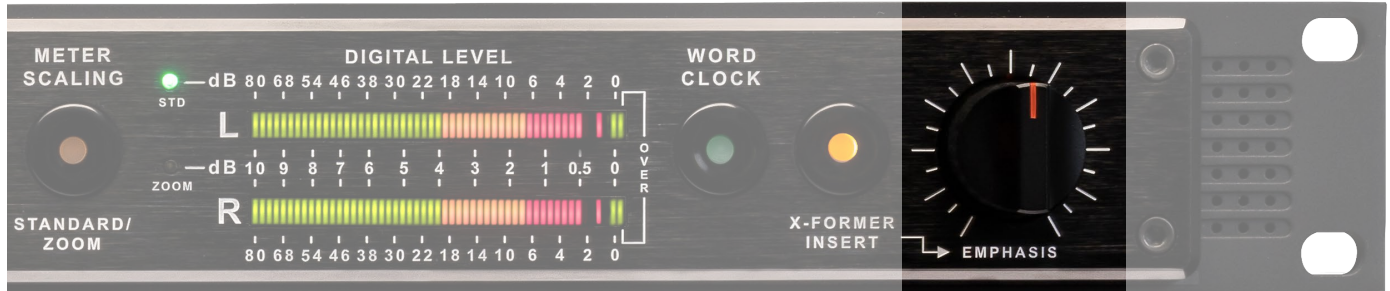 METER
SCALING
STD
ZOOM
STANDARD/
ZOOM
DIGITAL LEVEL
dB 80 68 54 46 38 30 22 18 14 10 6 4 2 0
L
dB 10 9 8 7 6 5 4 3 2 1 0.5 0
R
80 68 54 46 38 30 22 18 14 10 6 4 2 0
OVER
WORD
CLOCK
X-FORMER
INSERT
EMPHASIS